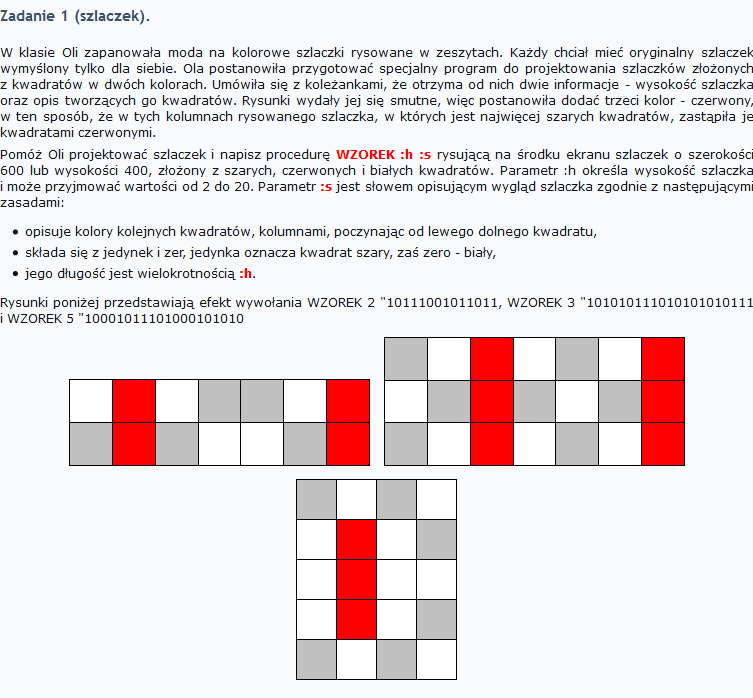 Zadanie 1 (szlaczek).
W klasie Oli zapanowała moda na kolorowe szlaczki rysowane w zeszytach. Każdy chciał mieć oryginalny szlaczek
wymyślony tylko dla siebie. Ola postanowiła przygotować specjalny program do projektowania szlaczków złożonych
z kwadratów w dwóch kolorach. Umówiła się z koleżankami, że otrzyma od nich dwie informacje - wysokość szlaczka
oraz opis tworzących go kwadratów. Rysunki wydały jej się smutne, więc postanowiła dodać trzeci kolor - czerwony,
w ten sposób, że w tych kolumnach rysowanego szlaczka, w których jest najwięcej szarych kwadratów, zastąpiła je
kwadratami czerwonymi.
Pomóż Oli projektować szlaczek i napisz procedurę WZOREK :h :s rysującą na środku ekranu szlaczek o szerokości
600 lub wysokości 400, złożony z szarych, czerwonych i białych kwadratów. Parametr :h określa wysokość szlaczka
i może przyjmować wartości od 2 do 20. Parametr :s jest słowem opisującym wygląd szlaczka zgodnie z następującymi
zasadami:
• opisuje kolory kolejnych kwadratów, kolumnami, poczynając od lewego dolnego kwadratu,
• składa się z jedynek i zer, jedynka oznacza kwadrat szary, zaś zero - biały,
• jego długość jest wielokrotnością :h.
Rysunki poniżej przedstawiają efekt wywołania WZOREK 2 "10111001011011, WZOREK 3 "101010111010101010111
i WZOREK 5 "10001011101000101010